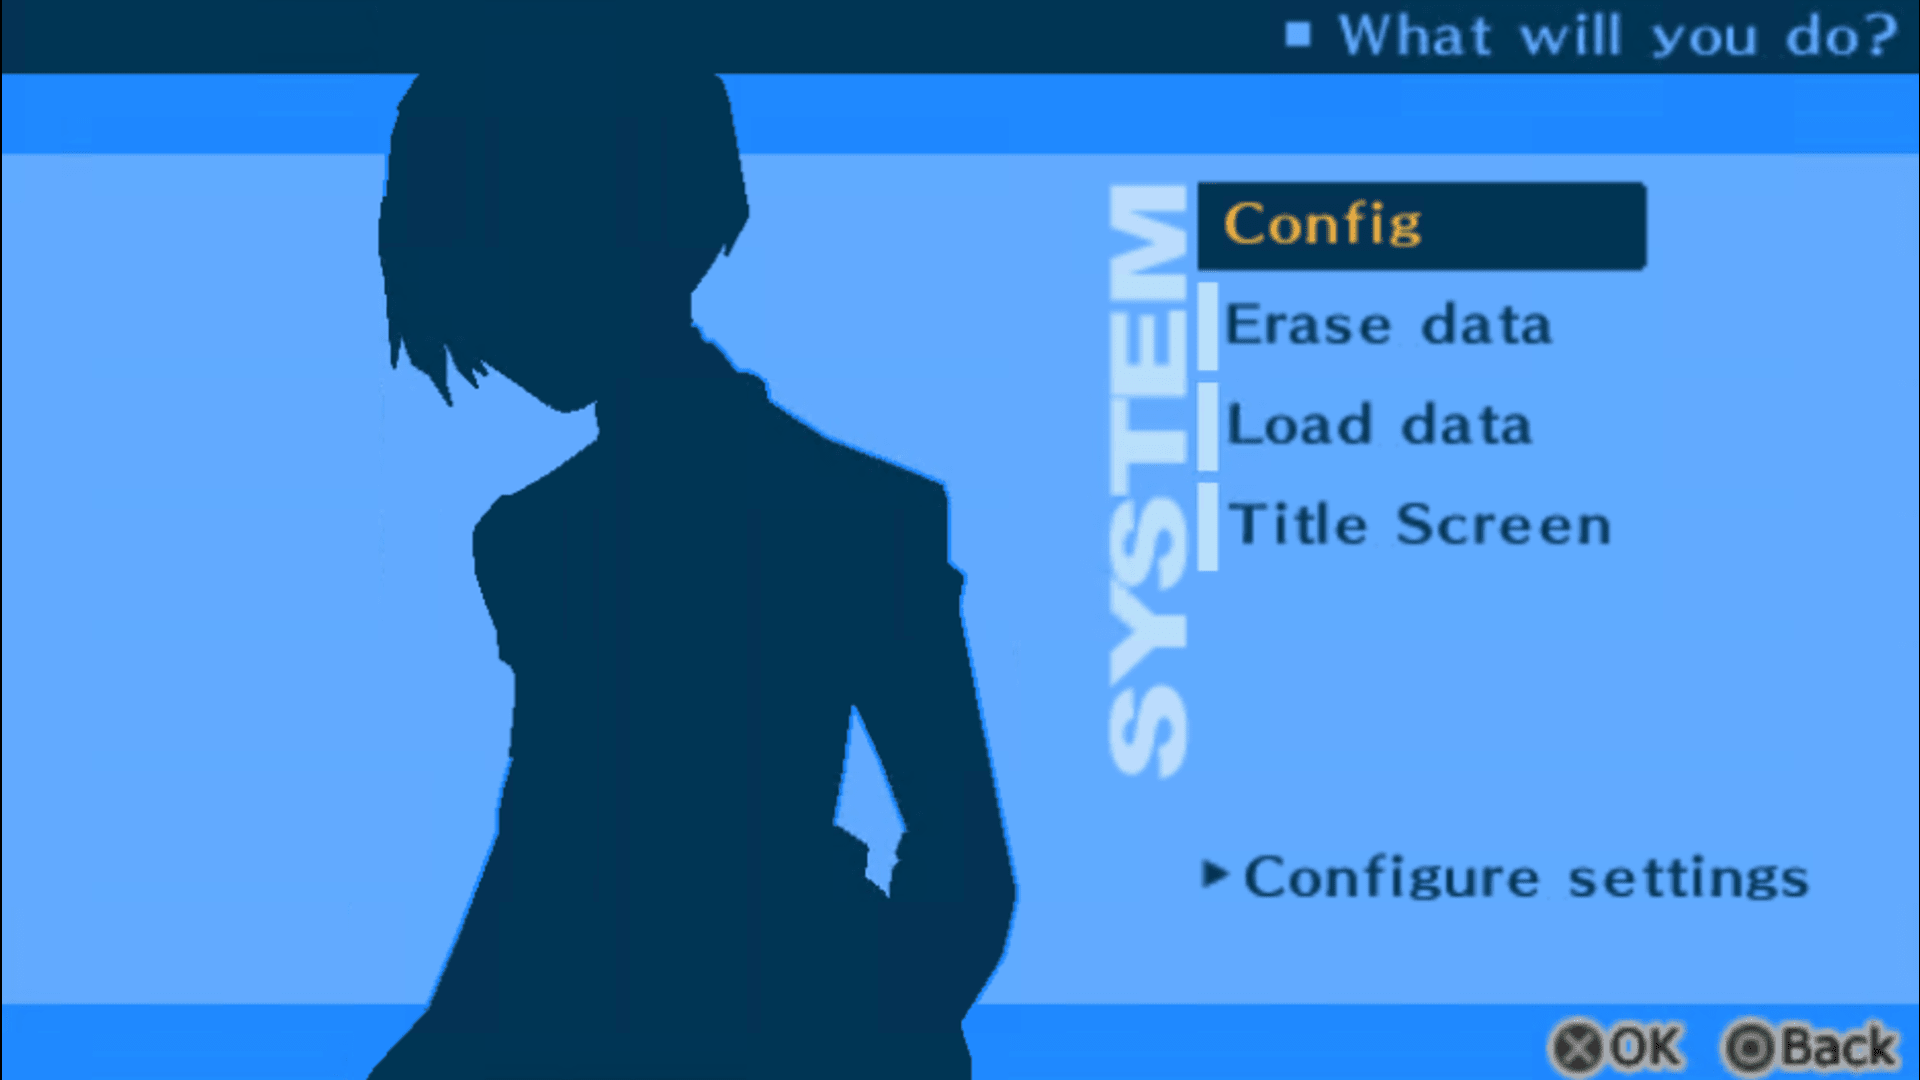 What will you do?
SYSTEM
Config
Erase data
Load data
Title Screen
Configure settings
OK Back